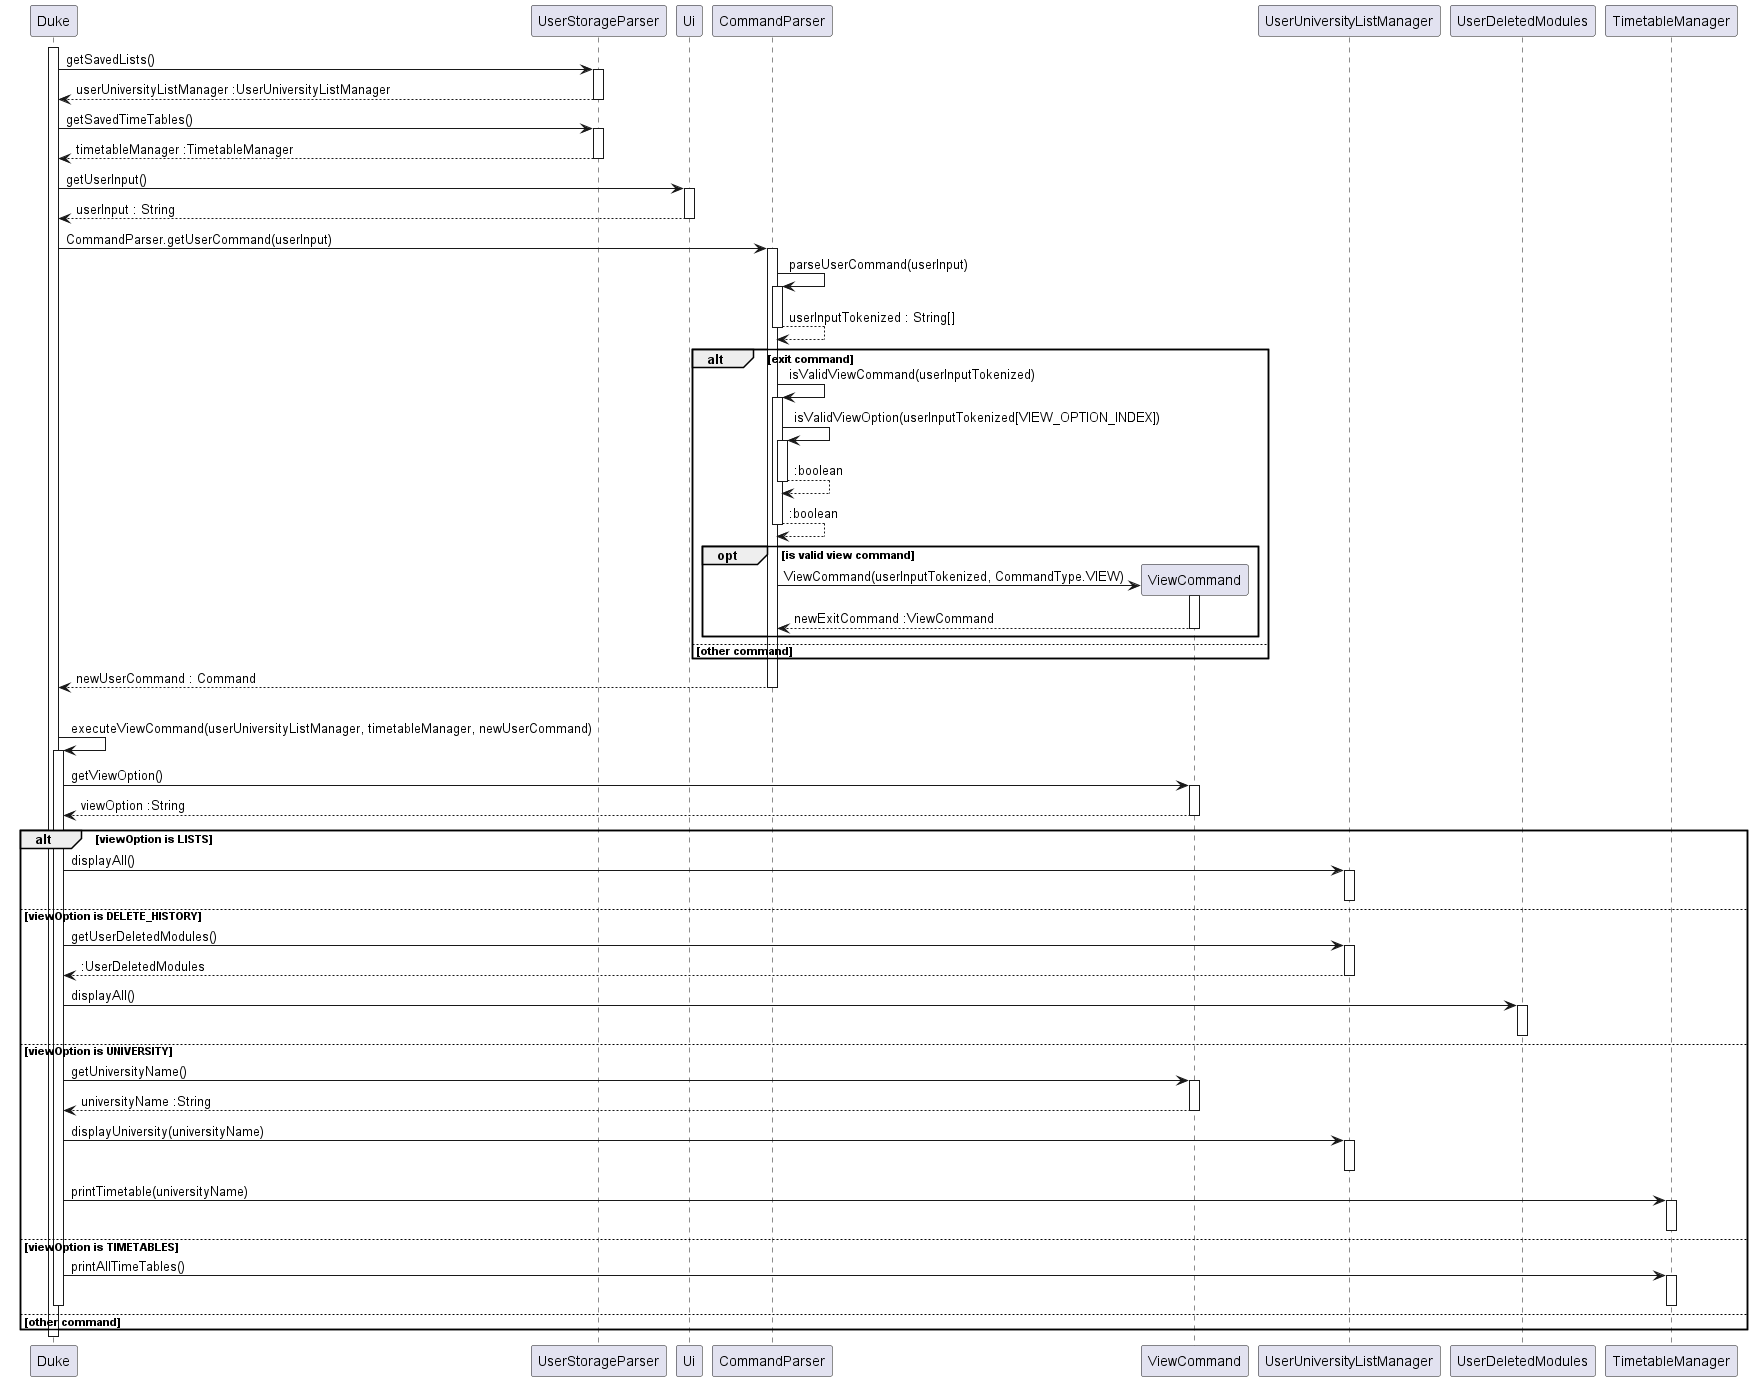 Duke
UserStorageParser
Ui
CommandParser
UserUniversityListManager
UserDeletedModules
TimetableManager
getSavedLists()
userUniversityListManager :UserUniversityListManager
getSavedTimeTables()
timetableManager :TimetableManager
getUserInput()
userInput : String
CommandParser.getUserCommand(userInput)
parseUserCommand(userInput)
userInputTokenized : String[]
alt [exit command]
isValidViewCommand(userInputTokenized)
isValidViewOption(userInputTokenized[VIEW_OPTION_INDEX])
:boolean
:boolean
opt [is valid view command]
ViewCommand(userInputTokenized, CommandType.VIEW)
ViewCommand
newExitCommand :ViewCommand
[other command]
newUserCommand : Command
executeViewCommand(userUniversityListManager, timetableManager, newUserCommand)
getViewOption()
viewOption :String
alt [viewOption is LISTS]
displayAll()
[viewOption is DELETE_HISTORY]
getUserDeletedModules()
:UserDeletedModules
displayAll()
[viewOption is UNIVERSITY]
getUniversityName()
universityName :String
displayUniversity(universityName)
printTimetable(universityName)
[viewOption is TIMETABLES]
printAllTimeTables()
[other command]
Duke
UserStorageParser
Ui
CommandParser
ViewCommand
UserUniversityListManager
UserDeletedModules
TimetableManager